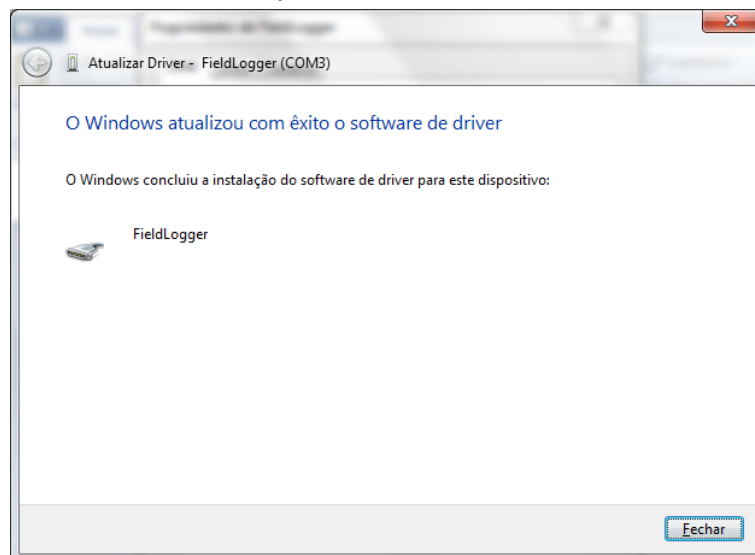 Atualizar Driver - FieldLogger (COM3)
O Windows atualizou com êxito o software de driver
O Windows concluiu a instalação do software de driver para este dispositivo:
FieldLogger
Fechar